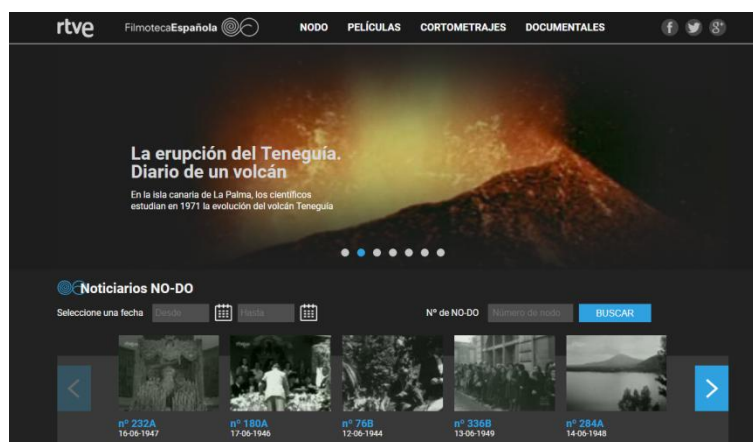 rtve
FilmotecaEspañola
NODO PELÍCULAS CORTOMETRAJES DOCUMENTALES
La erupción del Teneguía.
Diario de un volcán
En la isla canaria de La Palma, los científicos
estudian en 1971 la evolución del volcán Teneguía
Noticiarios NO-DO
Seleccione una fecha Desde Hasta Nº de NO-DO Número de nodo BUSCAR
nº 232A nº 180A nº 76B nº 336B nº 284A
16-06-1947 17-06-1946 12-06-1944 13-06-1949 14-06-1948